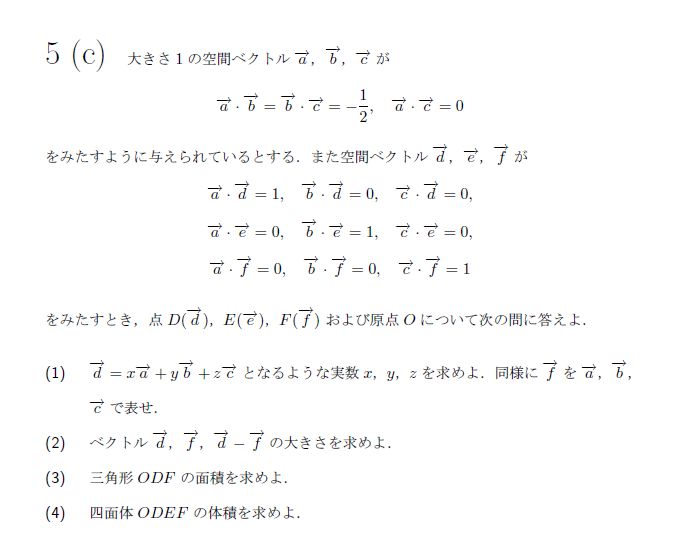 5 (c) 大きさ 1 の空間ベクトル $\overrightarrow{a}$, $\overrightarrow{b}$, $\overrightarrow{c}$ が
$\overrightarrow{a} \cdot \overrightarrow{b} = \overrightarrow{b} \cdot \overrightarrow{c} = -\frac{1}{2}, \quad \overrightarrow{a} \cdot \overrightarrow{c} = 0$
をみたすように与えられているとする．また空間ベクトル $\overrightarrow{d}$, $\overrightarrow{e}$, $\overrightarrow{f}$ が
$\overrightarrow{a} \cdot \overrightarrow{d} = 1, \quad \overrightarrow{b} \cdot \overrightarrow{d} = 0, \quad \overrightarrow{c} \cdot \overrightarrow{d} = 0,$
$\overrightarrow{a} \cdot \overrightarrow{e} = 0, \quad \overrightarrow{b} \cdot \overrightarrow{e} = 1, \quad \overrightarrow{c} \cdot \overrightarrow{e} = 0,$
$\overrightarrow{a} \cdot \overrightarrow{f} = 0, \quad \overrightarrow{b} \cdot \overrightarrow{f} = 0, \quad \overrightarrow{c} \cdot \overrightarrow{f} = 1$
をみたすとき，点 $D(\overrightarrow{d})$, $E(\overrightarrow{e})$, $F(\overrightarrow{f})$ および原点 $O$ について次の問に答えよ．
(1) $\overrightarrow{d} = x\overrightarrow{a} + y\overrightarrow{b} + z\overrightarrow{c}$ となるような実数 $x$, $y$, $z$ を求めよ．同様に $\overrightarrow{f}$ を $\overrightarrow{a}$, $\overrightarrow{b}$,
$\overrightarrow{c}$ で表せ．
(2) ベクトル $\overrightarrow{d}$, $\overrightarrow{f}$, $\overrightarrow{d} - \overrightarrow{f}$ の大きさを求めよ．
(3) 三角形 $ODF$ の面積を求めよ．
(4) 四面体 $ODEF$ の体積を求めよ．